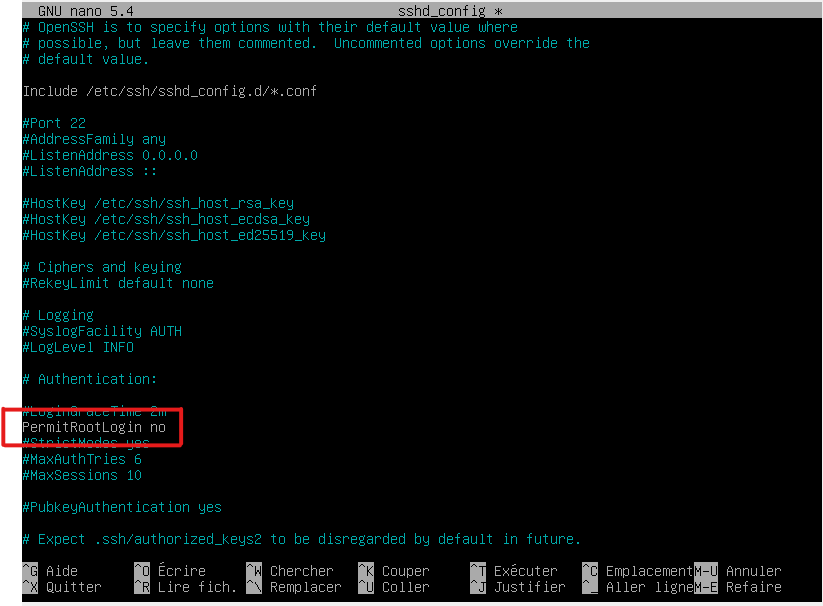 GNU nano 5.4 sshd_config *
# OpenSSH is to specify options with their default value where
# possible, but leave them commented.  Uncommented options override the
# default value.
Include /etc/ssh/sshd_config.d/*.conf
#Port 22
#AddressFamily any
#ListenAddress 0.0.0.0
#ListenAddress ::
#HostKey /etc/ssh/ssh_host_rsa_key
#HostKey /etc/ssh/ssh_host_ecdsa_key
#HostKey /etc/ssh/ssh_host_ed25519_key
# Ciphers and keying
#RekeyLimit default none
# Logging
#SyslogFacility AUTH
#LogLevel INFO
# Authentication:
#LoginGraceTime 2m
PermitRootLogin no
#StrictModes yes
#MaxAuthTries 6
#MaxSessions 10
#PubkeyAuthentication yes
# Expect .ssh/authorized_keys2 to be disregarded by default in future.
^G Aide ^O Écrire ^W Chercher ^K Couper ^T Exécuter ^C Emplacement M-U Annuler
^X Quitter ^R Lire fich. ^\ Remplacer ^U Coller ^J Justifier ^_ Aller ligne M-E Refaire